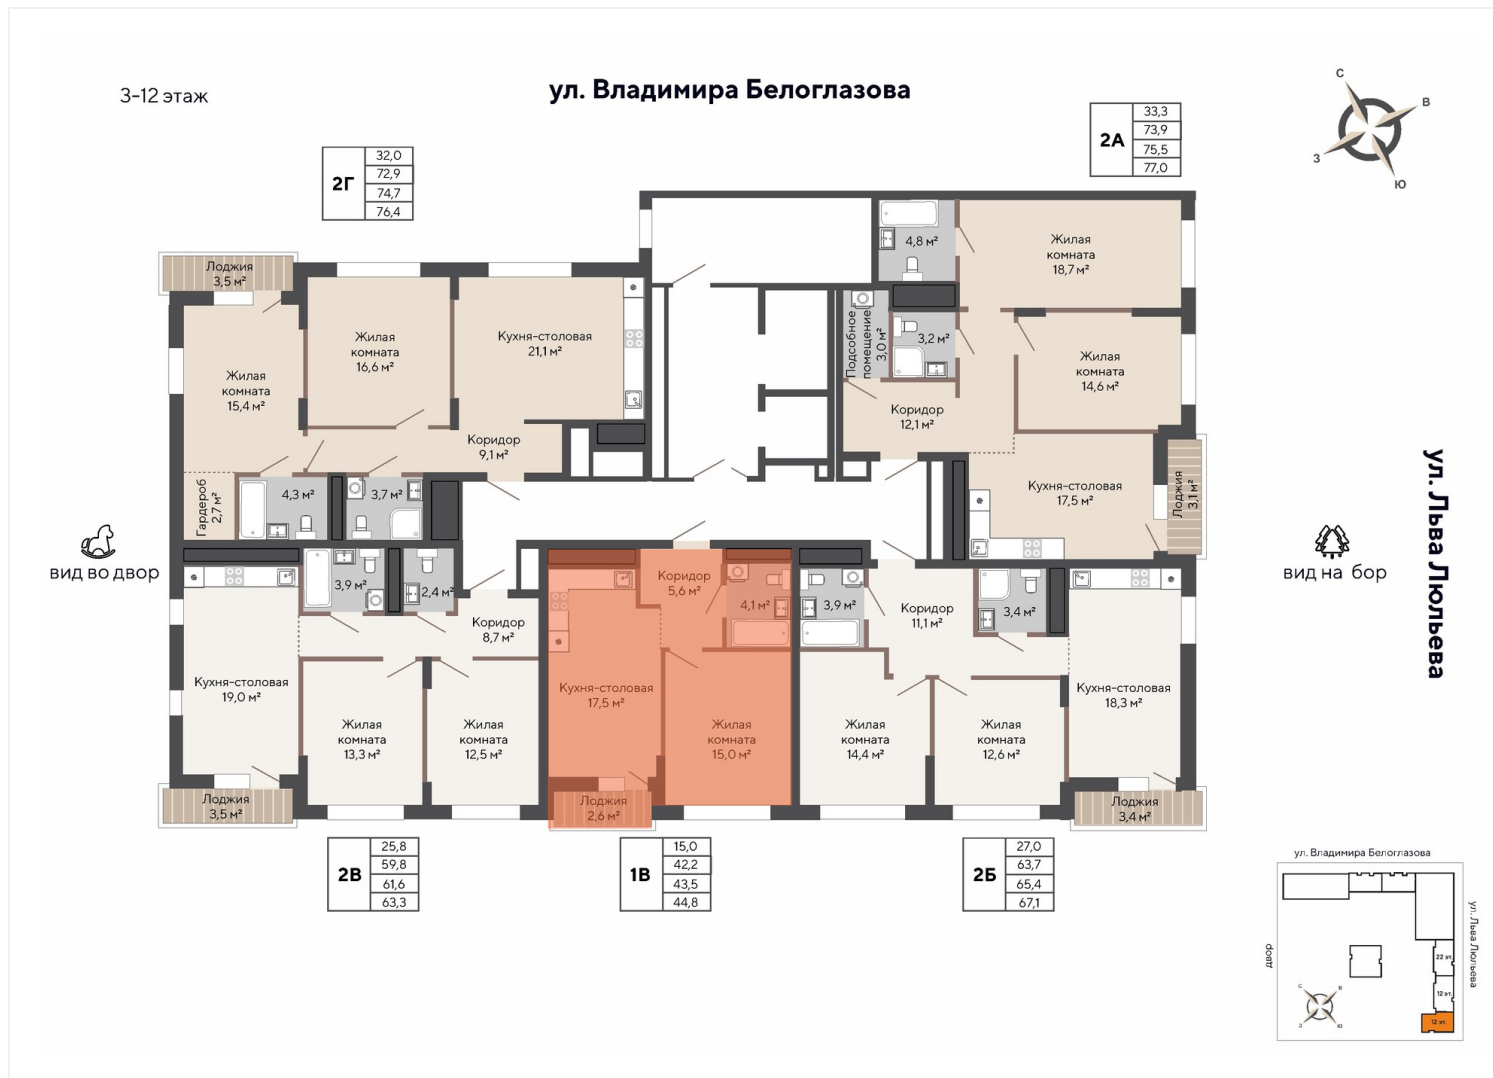 3-12 этаж
ул. Владимира Белоглазова
С
В
З
Ю
2Г
32,0
72,9
74,7
76,4
2А
33,3
73,9
75,5
77,0
Лоджия
3,5 м²
Жилая
комната
15,4 м²
Жилая
комната
16,6 м²
Кухня-столовая
21,1 м²
Коридор
9,1 м²
Гардероб
2,7 м²
4,3 м²
3,7 м²
4,8 м²
Жилая
комната
18,7 м²
Подсобное
помещение
3,0 м²
3,2 м²
Жилая
комната
14,6 м²
Коридор
12,1 м²
Кухня-столовая
17,5 м²
Лоджия
3,1 м²
вид во двор
вид на бор
ул. Льва Люльева
3,9 м²
2,4 м²
Коридор
8,7 м²
Кухня-столовая
19,0 м²
Жилая
комната
13,3 м²
Жилая
комната
12,5 м²
Лоджия
3,5 м²
Коридор
5,6 м²
4,1 м²
Кухня-столовая
17,5 м²
Жилая
комната
15,0 м²
Лоджия
2,6 м²
3,9 м²
Коридор
11,1 м²
3,4 м²
Жилая
комната
14,4 м²
Жилая
комната
12,6 м²
Кухня-столовая
18,3 м²
Лоджия
3,4 м²
2В
25,8
59,8
61,6
63,3
1В
15,0
42,2
43,5
44,8
2Б
27,0
63,7
65,4
67,1
ул. Владимира Белоглазова
двор
ул. Льва Люльева
22 эт.
12 эт.
12 эт.
С
В
З
Ю